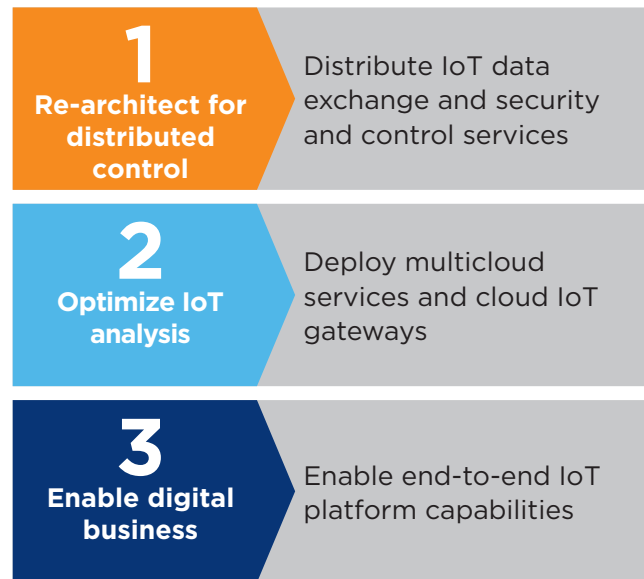 1
Re-architect for
distributed
control
Distribute IoT data
exchange and security
and control services
2
Optimize IoT
analysis
Deploy multicloud
services and cloud IoT
gateways
3
Enable digital
business
Enable end-to-end IoT
platform capabilities